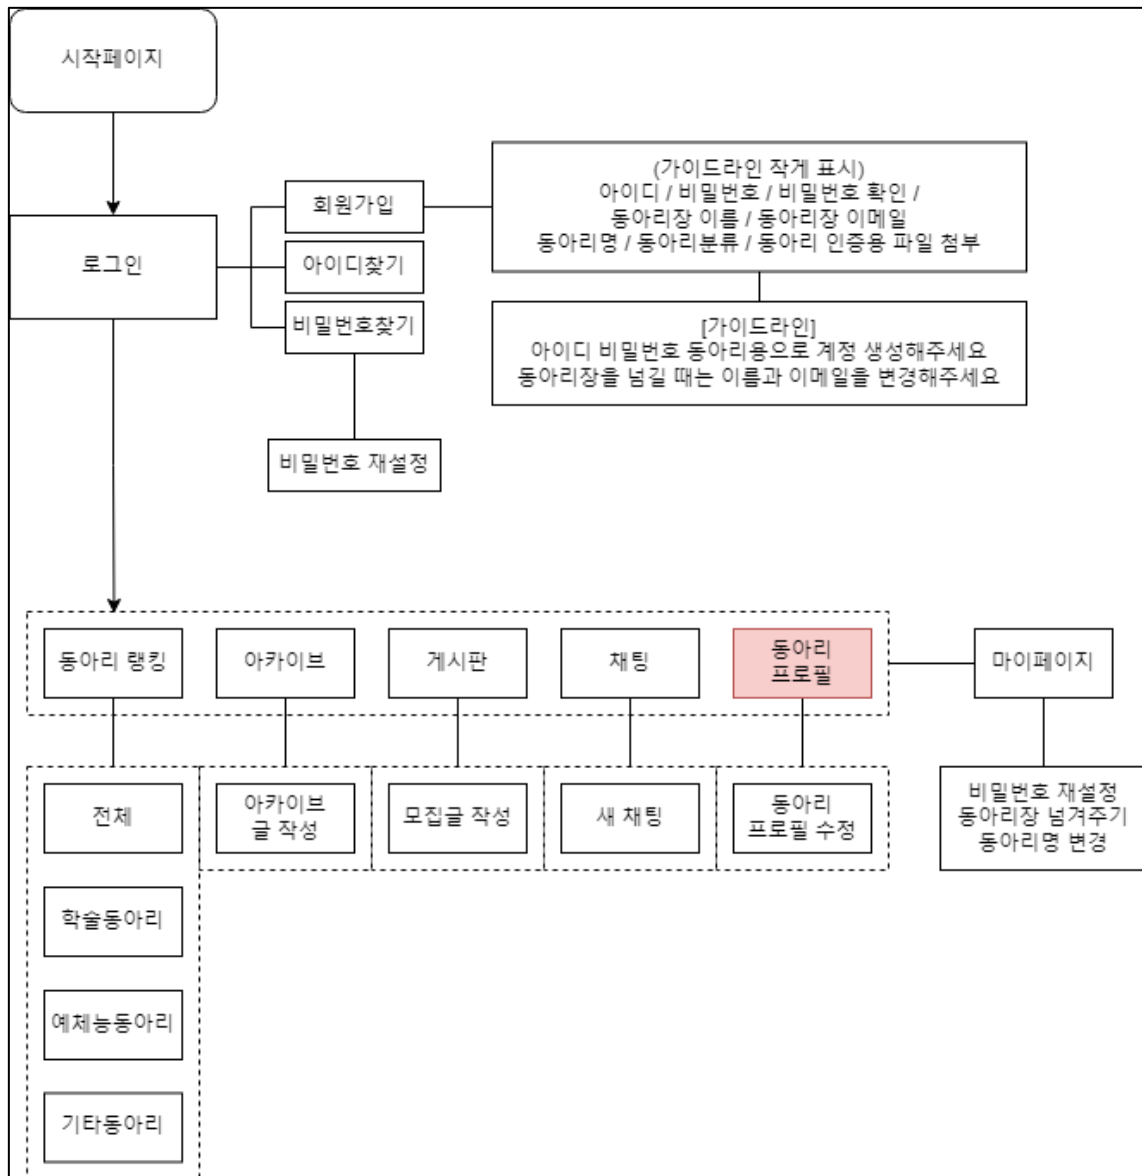 시작페이지
로그인
회원가입
아이디찾기
비밀번호찾기
비밀번호 재설정
(가이드라인 작게 표시)
아이디 / 비밀번호 / 비밀번호 확인 /
동아리장 이름 / 동아리장 이메일
동아리명 / 동아리분류 / 동아리 인증용 파일 첨부
[가이드라인]
아이디 비밀번호 동아리용으로 계정 생성해주세요
동아리장을 넘길 때는 이름과 이메일을 변경해주세요
동아리 랭킹
아카이브
게시판
채팅
동아리
프로필
마이페이지
전체
아카이브
글 작성
모집글 작성
새 채팅
동아리
프로필 수정
비밀번호 재설정
동아리장 넘겨주기
동아리명 변경
학술동아리
예체능동아리
기타동아리